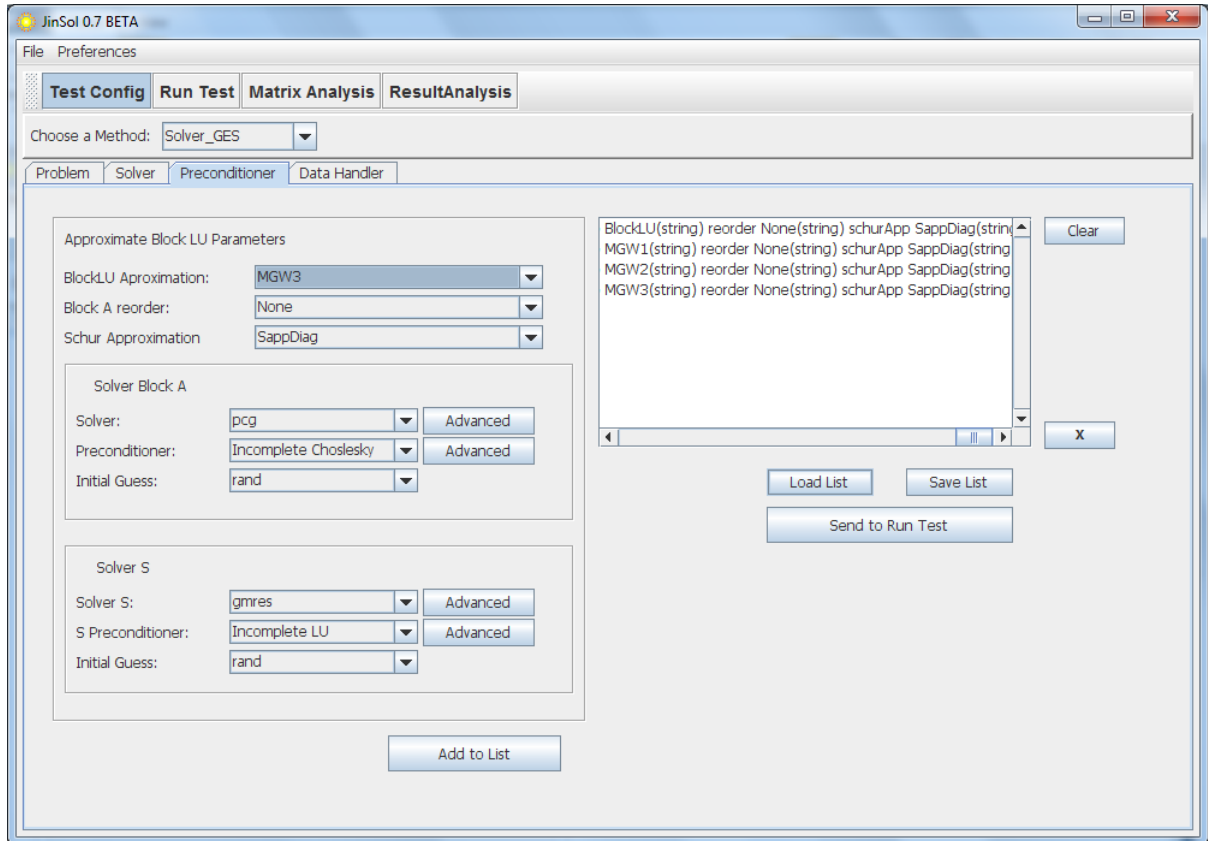 JinSol 0.7 BETA
File Preferences
Test Config Run Test Matrix Analysis ResultAnalysis
Choose a Method: Solver_GES
Problem Solver Preconditioner Data Handler
Approximate Block LU Parameters
BlockLU Aproximation: MGW3
Block A reorder: None
Schur Approximation SappDiag
Solver Block A
Solver: pcg Advanced
Preconditioner: Incomplete Choslesky Advanced
Initial Guess: rand
Solver S
Solver S: gmres Advanced
S Preconditioner: Incomplete LU Advanced
Initial Guess: rand
Add to List
BlockLU(string) reorder None(string) schurApp SappDiag(string
MGW1(string) reorder None(string) schurApp SappDiag(string
MGW2(string) reorder None(string) schurApp SappDiag(string
MGW3(string) reorder None(string) schurApp SappDiag(string
Clear
X
Load List Save List
Send to Run Test